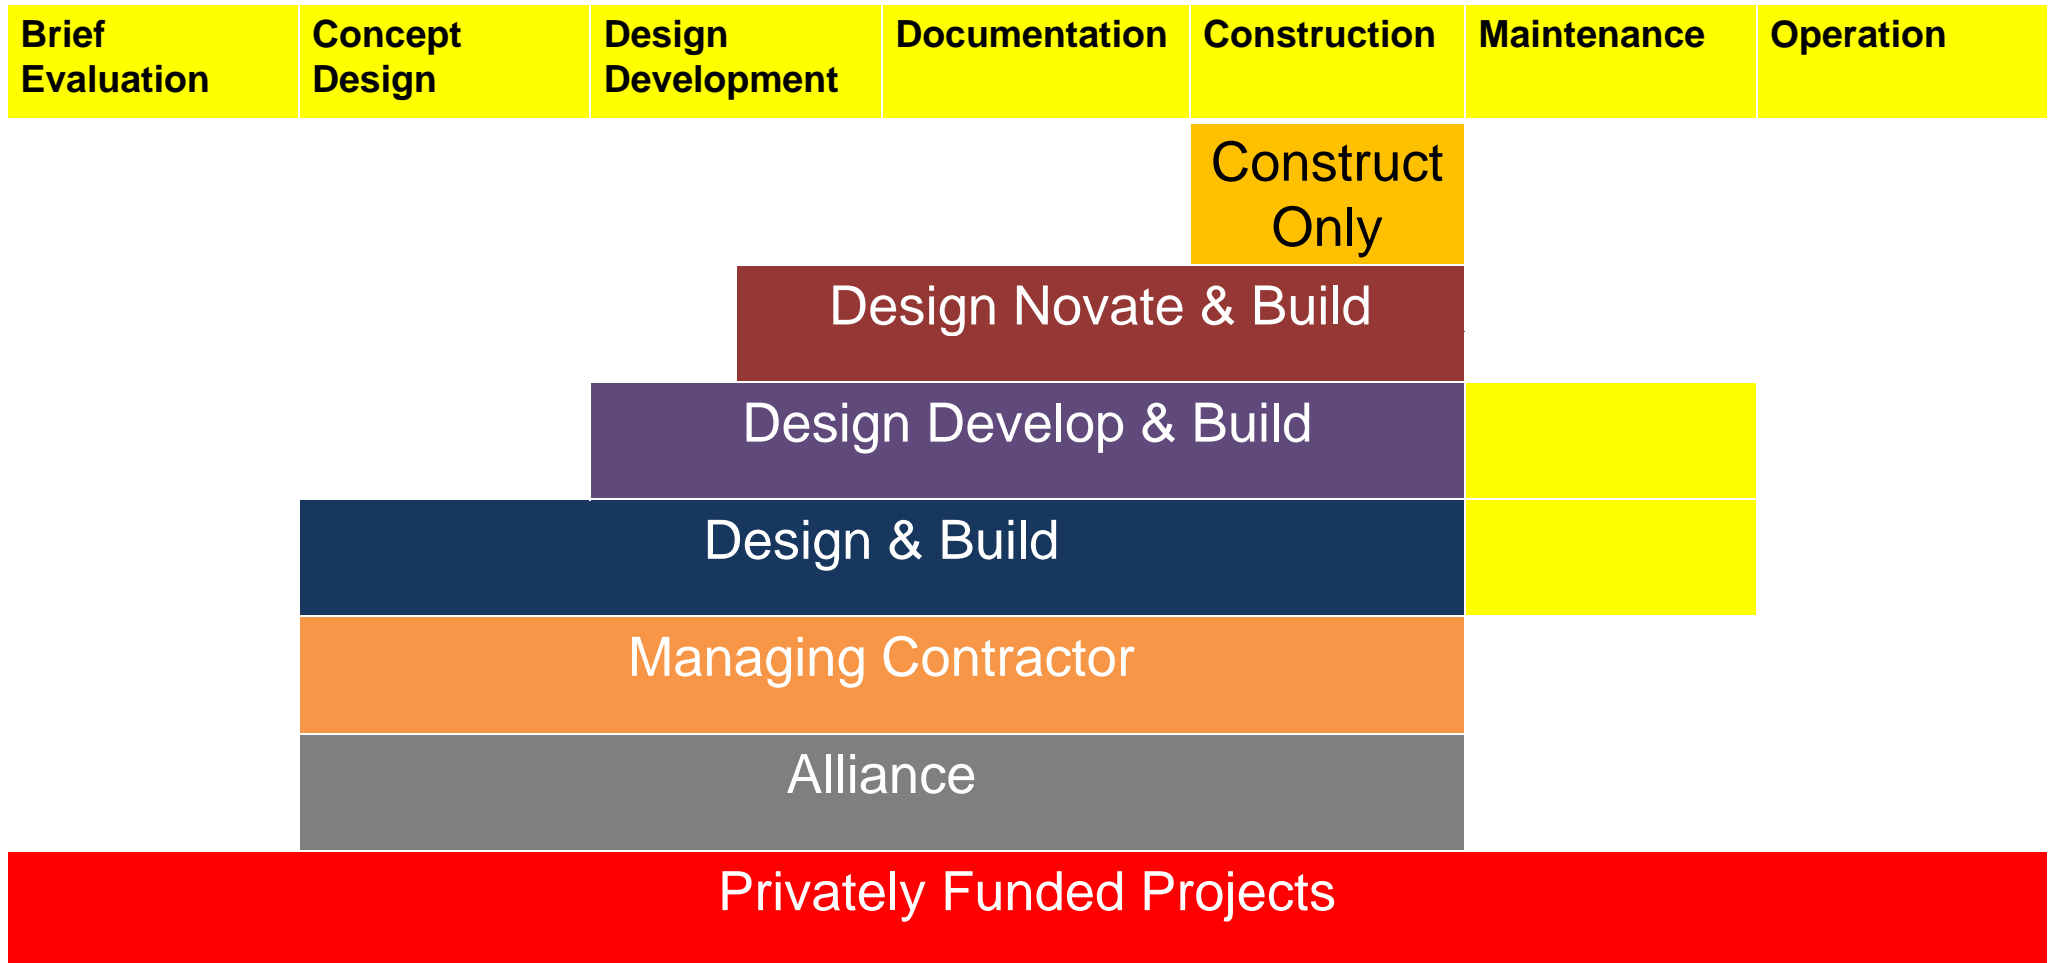 Brief
Evaluation
Concept
Design
Design
Development
Documentation
Construction
Maintenance
Operation
Construct
Only
Design Novate & Build
Design Develop & Build
Design & Build
Managing Contractor
Alliance
Privately Funded Projects